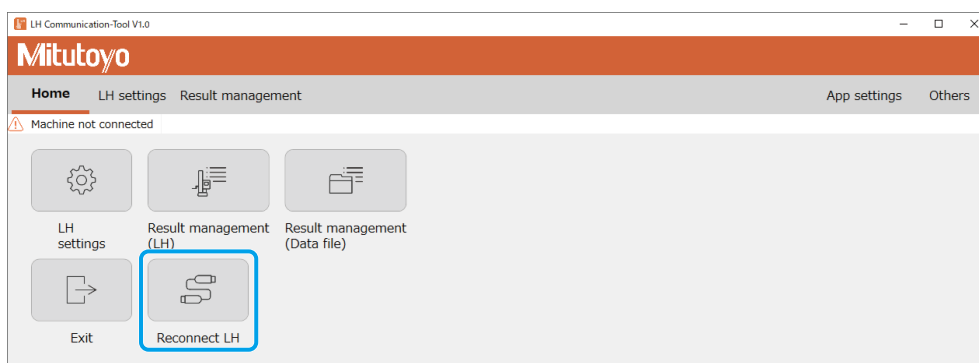 LH Communication-Tool V1.0
Mitutoyo
Home LH settings Result management App settings Others
Machine not connected
LH
settings
Result management
(LH)
Result management
(Data file)
Exit
Reconnect LH